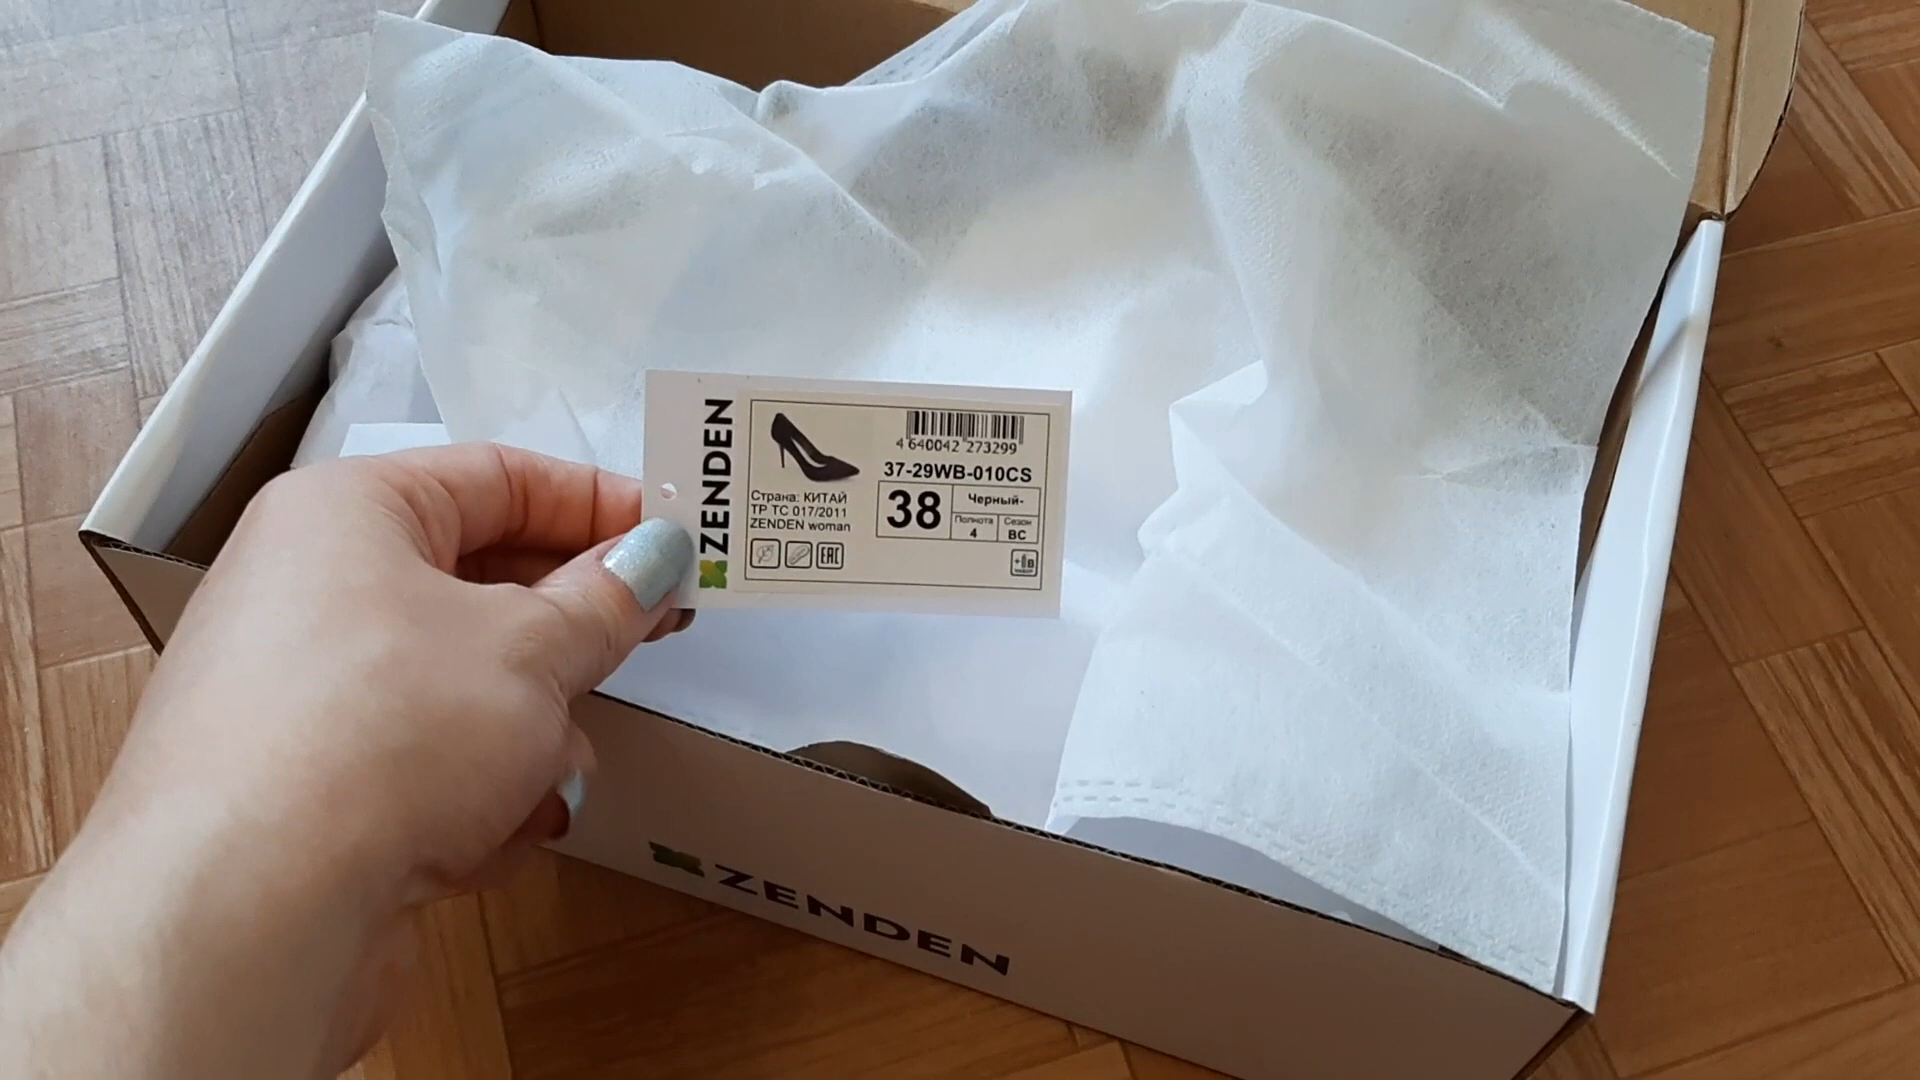 ZENDEN
4 640042 273299
37-29WB-010CS
Страна: КИТАЙ
ТР ТС 017/2011
ZENDEN woman
38
Черный-
Полнота
4
Сезон
ВС
EAC
ZENDEN